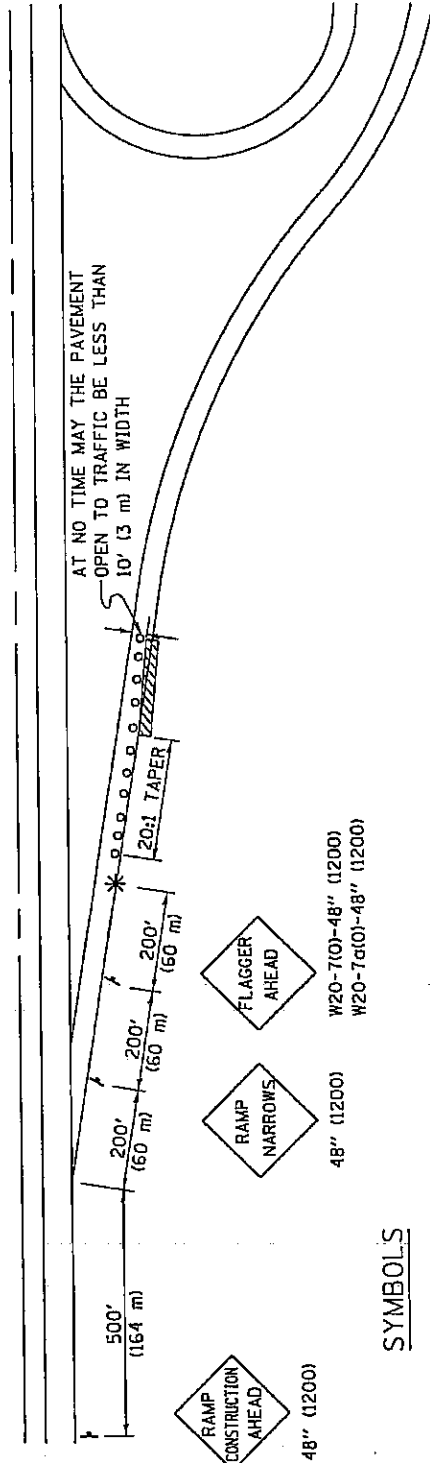 AT NO TIME MAY THE PAVEMENT
OPEN TO TRAFFIC BE LESS THAN
10' (3 m) IN WIDTH
20:1 TAPER
200'
(60 m)
200'
(60 m)
200'
(60 m)
500'
(164 m)
FLAGGER
AHEAD
W20-7(O)-48" (1200)
W20-7a(O)-48" (1200)
RAMP
NARROWS
48" (1200)
RAMP
CONSTRUCTION
AHEAD
48" (1200)
SYMBOLS